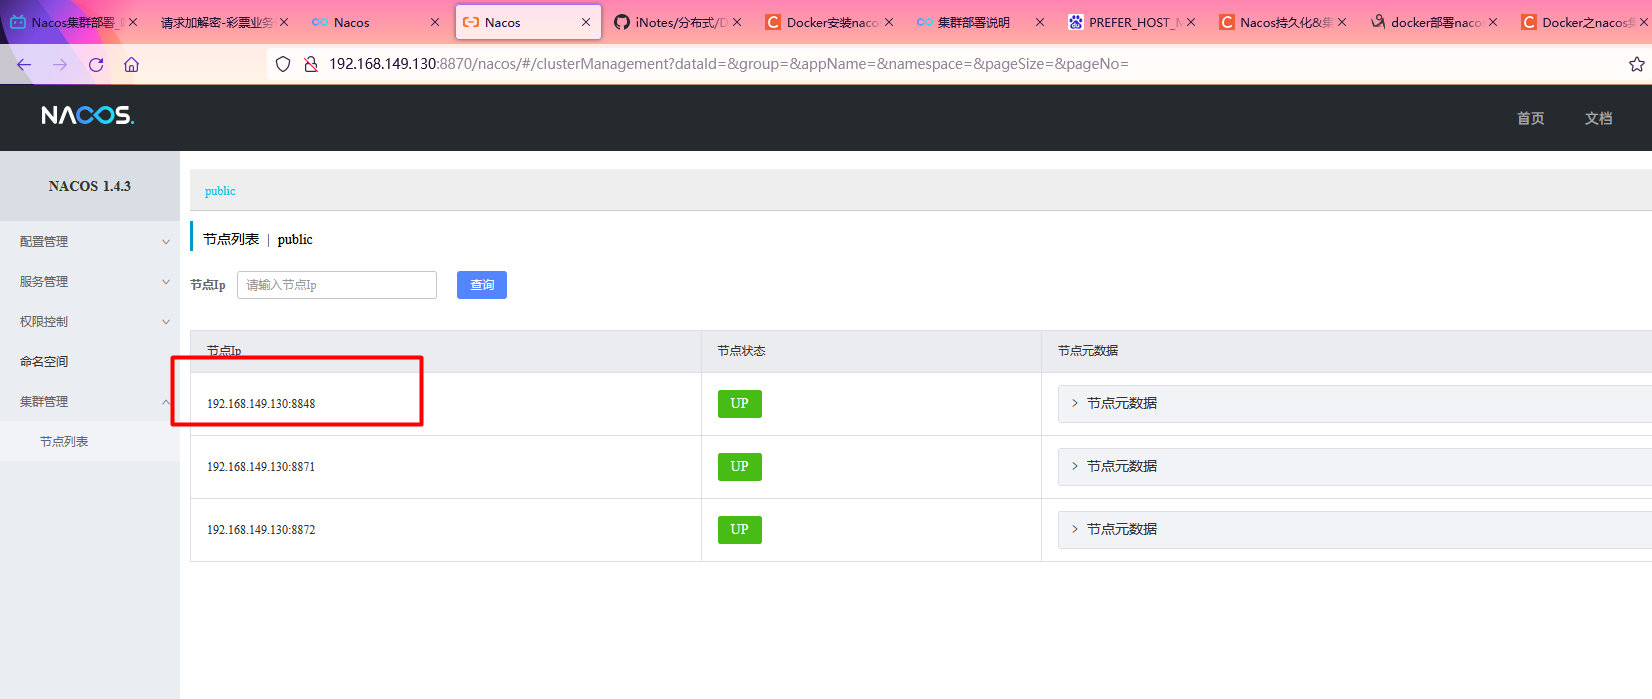 Nacos集群部署_
请求加解密-彩票业务
Nacos
Nacos
iNotes/分布式/D
Docker安装naco
集群部署说明
PREFER_HOST_
Nacos持久化&集
docker部署naco
Docker之nacos
192.168.149.130:8870/nacos/#/clusterManagement?dataId=&group=&appName=&namespace=&pageSize=&pageNo=
NACOS.
首页
文档
NACOS 1.4.3
配置管理
服务管理
权限控制
命名空间
集群管理
节点列表
public
节点列表 | public
节点Ip 请输入节点Ip 查询
节点Ip 节点状态 节点元数据
192.168.149.130:8848 UP 节点元数据
192.168.149.130:8871 UP 节点元数据
192.168.149.130:8872 UP 节点元数据